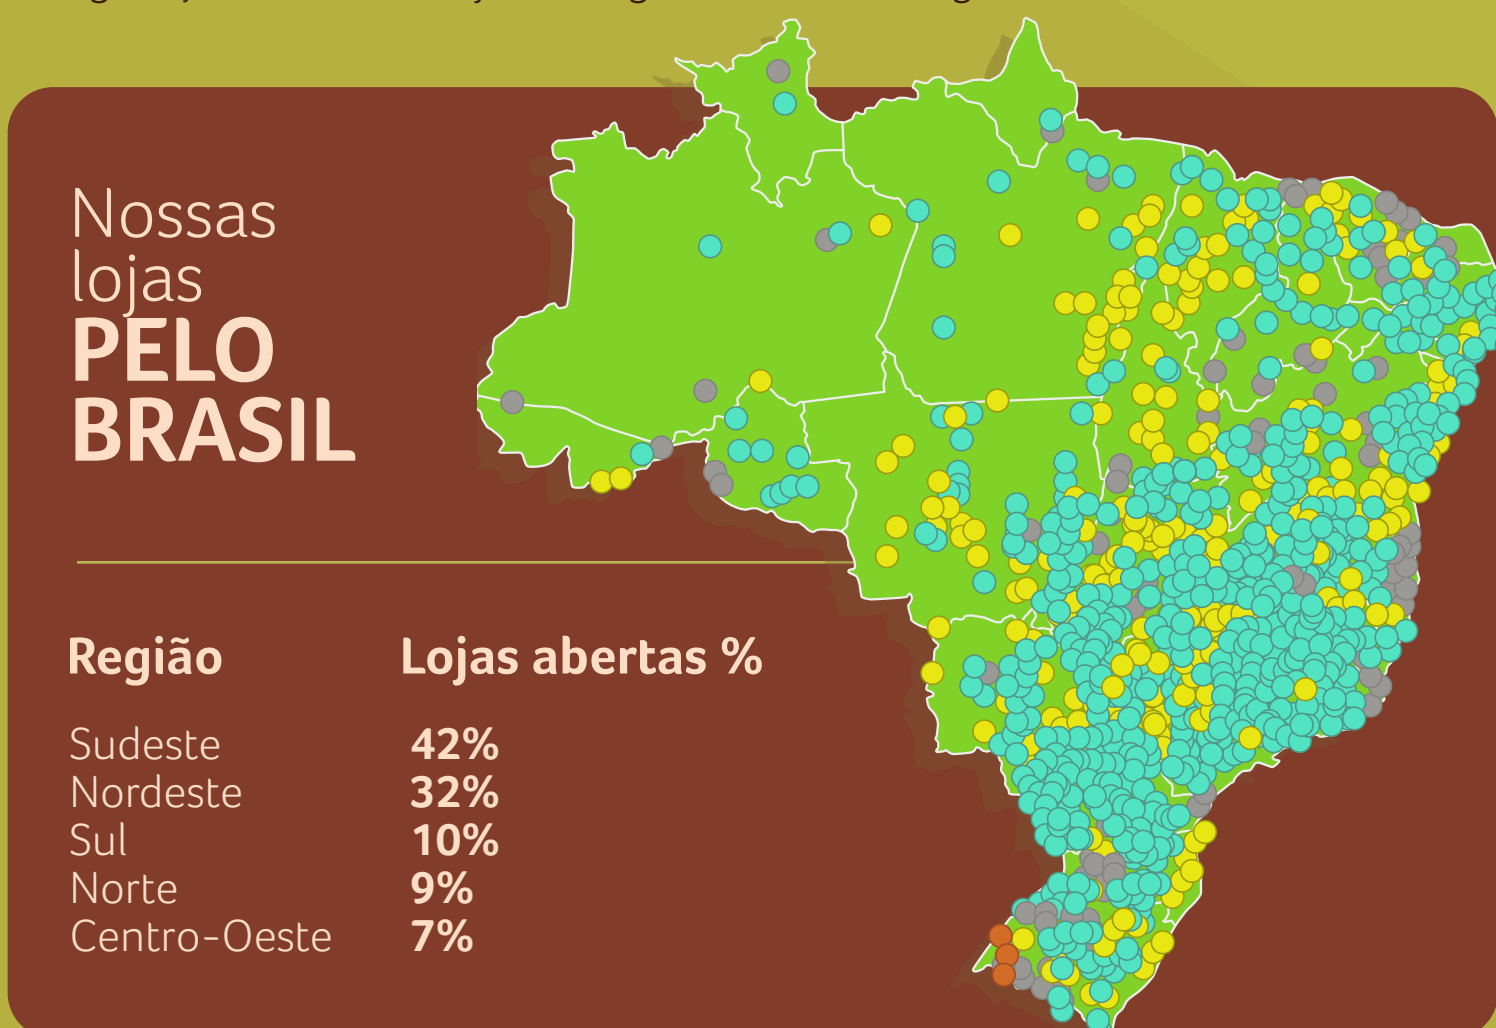 Nossas
lojas
PELO
BRASIL
Região Lojas abertas %
Sudeste 42%
Nordeste 32%
Sul 10%
Norte 9%
Centro-Oeste 7%